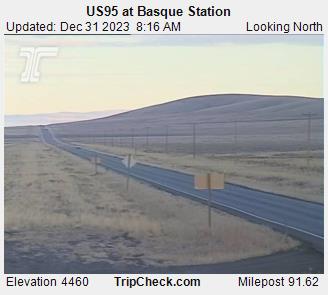 US95 at Basque Station
Updated: Dec 31 2023 8:16 AM Looking North
Elevation 4460 TripCheck.com Milepost 91.62